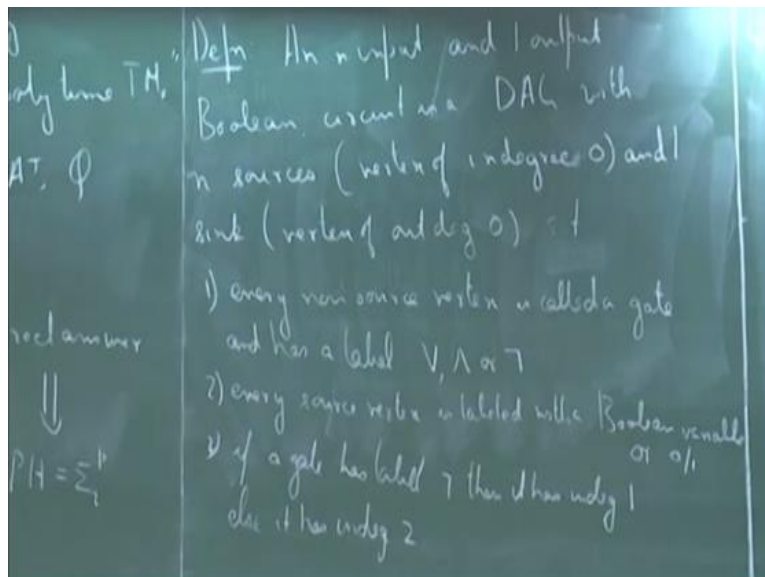 poly time TM,
AT, φ
⇓
PH = Σ₁ᵖ
Defn: An n input and 1 output
Boolean circuit is a DAG with
n sources (vertex of indegree 0) and 1
sink (vertex of out deg 0) s t
1) every non source vertex is called a gate
and has a label ∨, ∧ or ¬
2) every source vertex is labeled with a Boolean variable
or 0/1
3) if a gate has label ¬ then it has indeg 1
else it has indeg 2